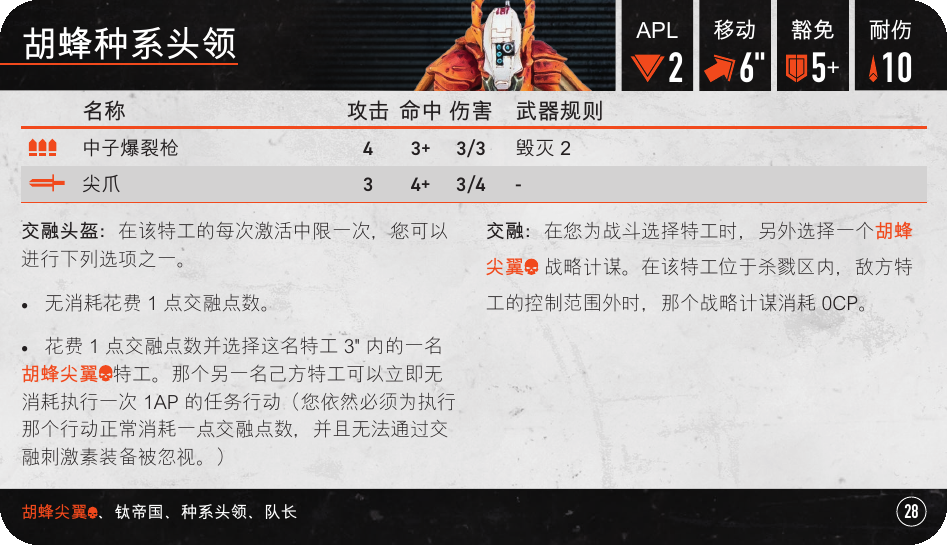 胡蜂种系头领
APL 移动 豁免 耐伤
2 6" 5+ 10
名称 攻击 命中 伤害 武器规则
中子爆裂枪 4 3+ 3/3 毁灭 2
尖爪 3 4+ 3/4 -
交融头盔：在该特工的每次激活中限一次，您可以
进行下列选项之一。
• 无消耗花费 1 点交融点数。
• 花费 1 点交融点数并选择这名特工 3" 内的一名
胡蜂尖翼特工。那个另一名己方特工可以立即无
消耗执行一次 1AP 的任务行动（您依然必须为执行
那个行动正常消耗一点交融点数，并且无法通过交
融刺激素装备被忽视。）
交融：在您为战斗选择特工时，另外选择一个胡蜂
尖翼 战略计谋。在该特工位于杀戮区内，敌方特
工的控制范围外时，那个战略计谋消耗 0CP。
胡蜂尖翼、钛帝国、种系头领、队长
28